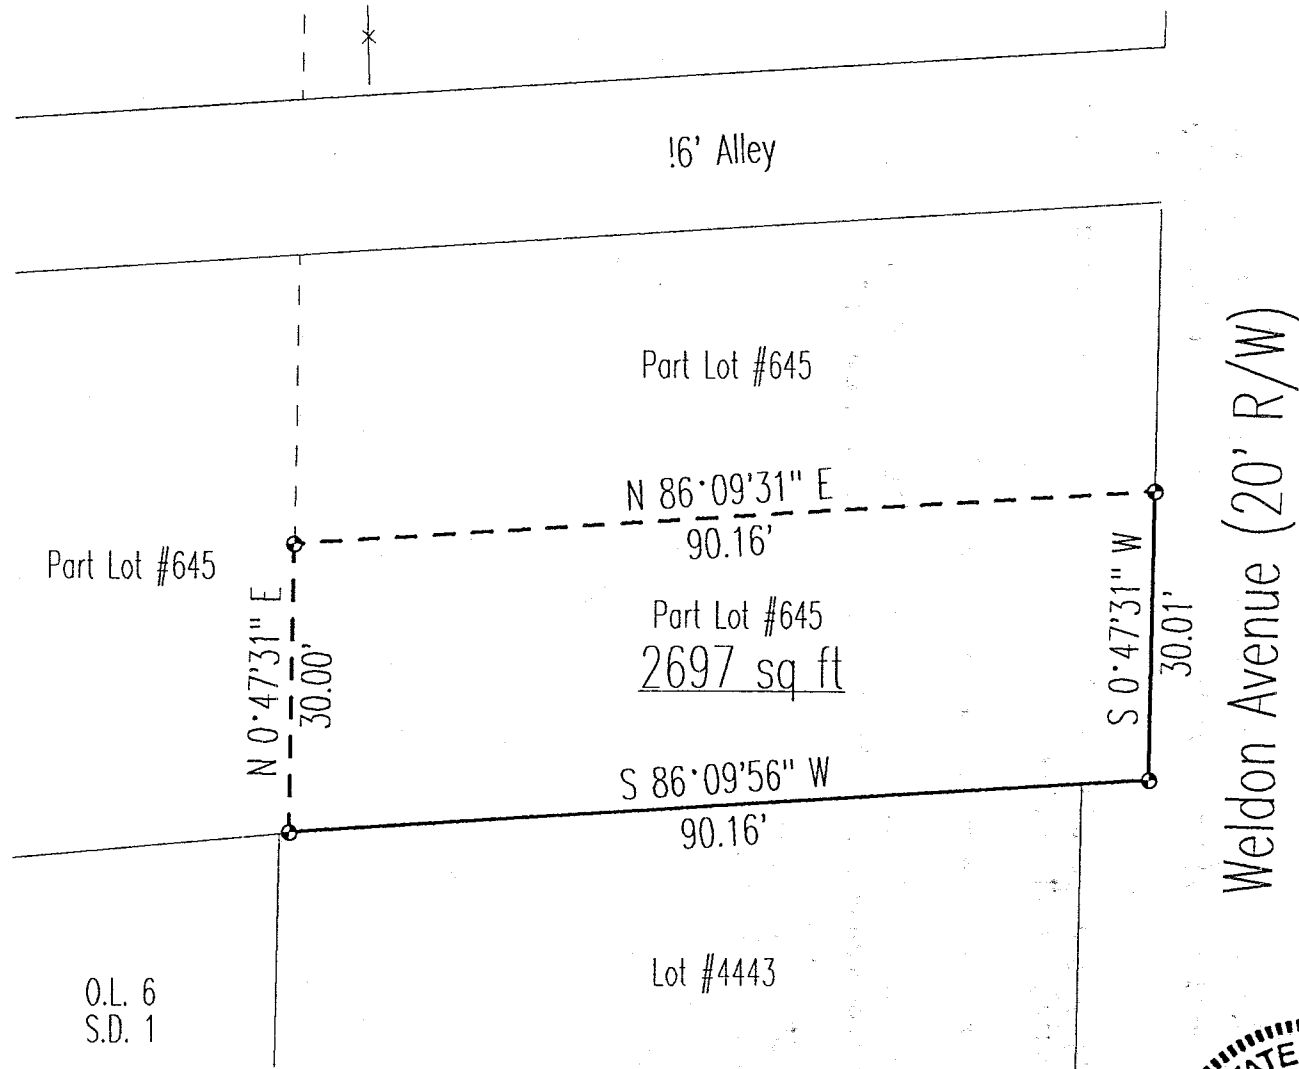 !6' Alley
Part Lot #645
N 86°09'31" E
90.16'
Part Lot #645
N 0°47'31" E
30.00'
Part Lot #645
2697 sq ft
S 0°47'31" W
30.01'
Weldon Avenue (20' R/W)
S 86°09'56" W
90.16'
Lot #4443
O.L. 6
S.D. 1